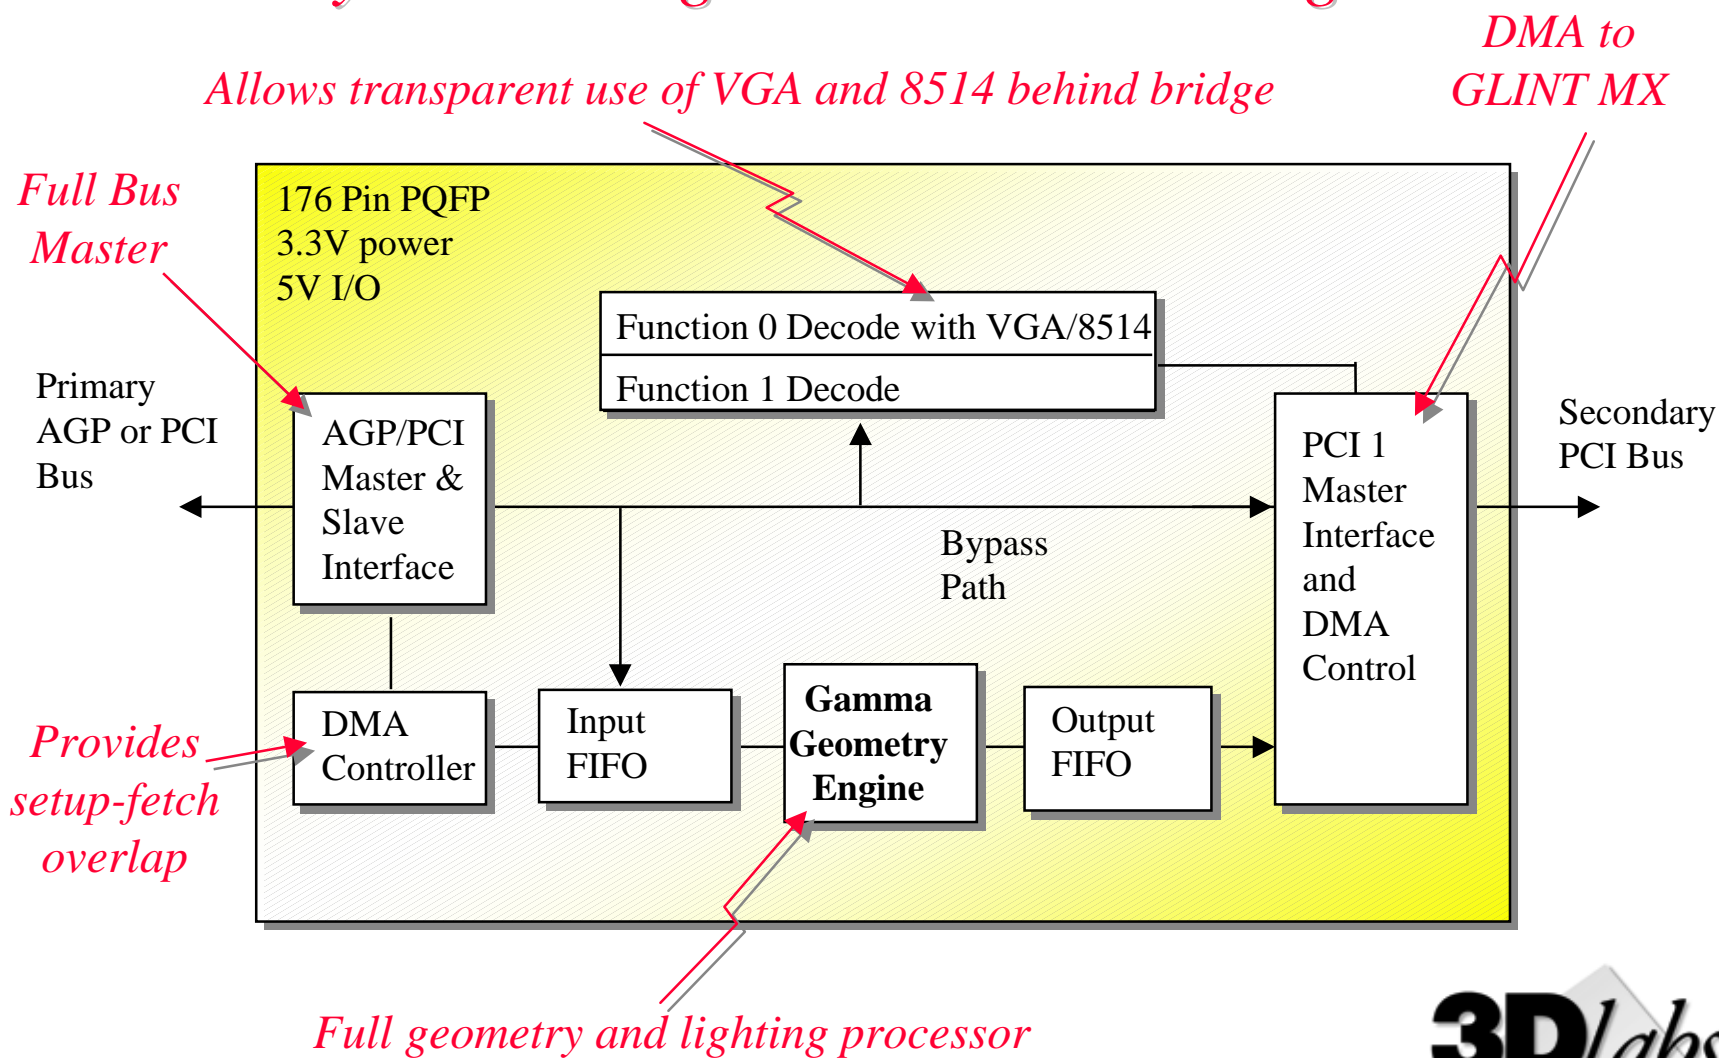 DMA to
GLINT MX
Allows transparent use of VGA and 8514 behind bridge
Full Bus
Master
176 Pin PQFP
3.3V power
5V I/O
Function 0 Decode with VGA/8514
Function 1 Decode
Primary
AGP or PCI
Bus
AGP/PCI
Master &
Slave
Interface
Bypass
Path
PCI 1
Master
Interface
and
DMA
Control
Secondary
PCI Bus
Provides
setup-fetch
overlap
DMA
Controller
Input
FIFO
Gamma
Geometry
Engine
Output
FIFO
Full geometry and lighting processor
3Dlabs